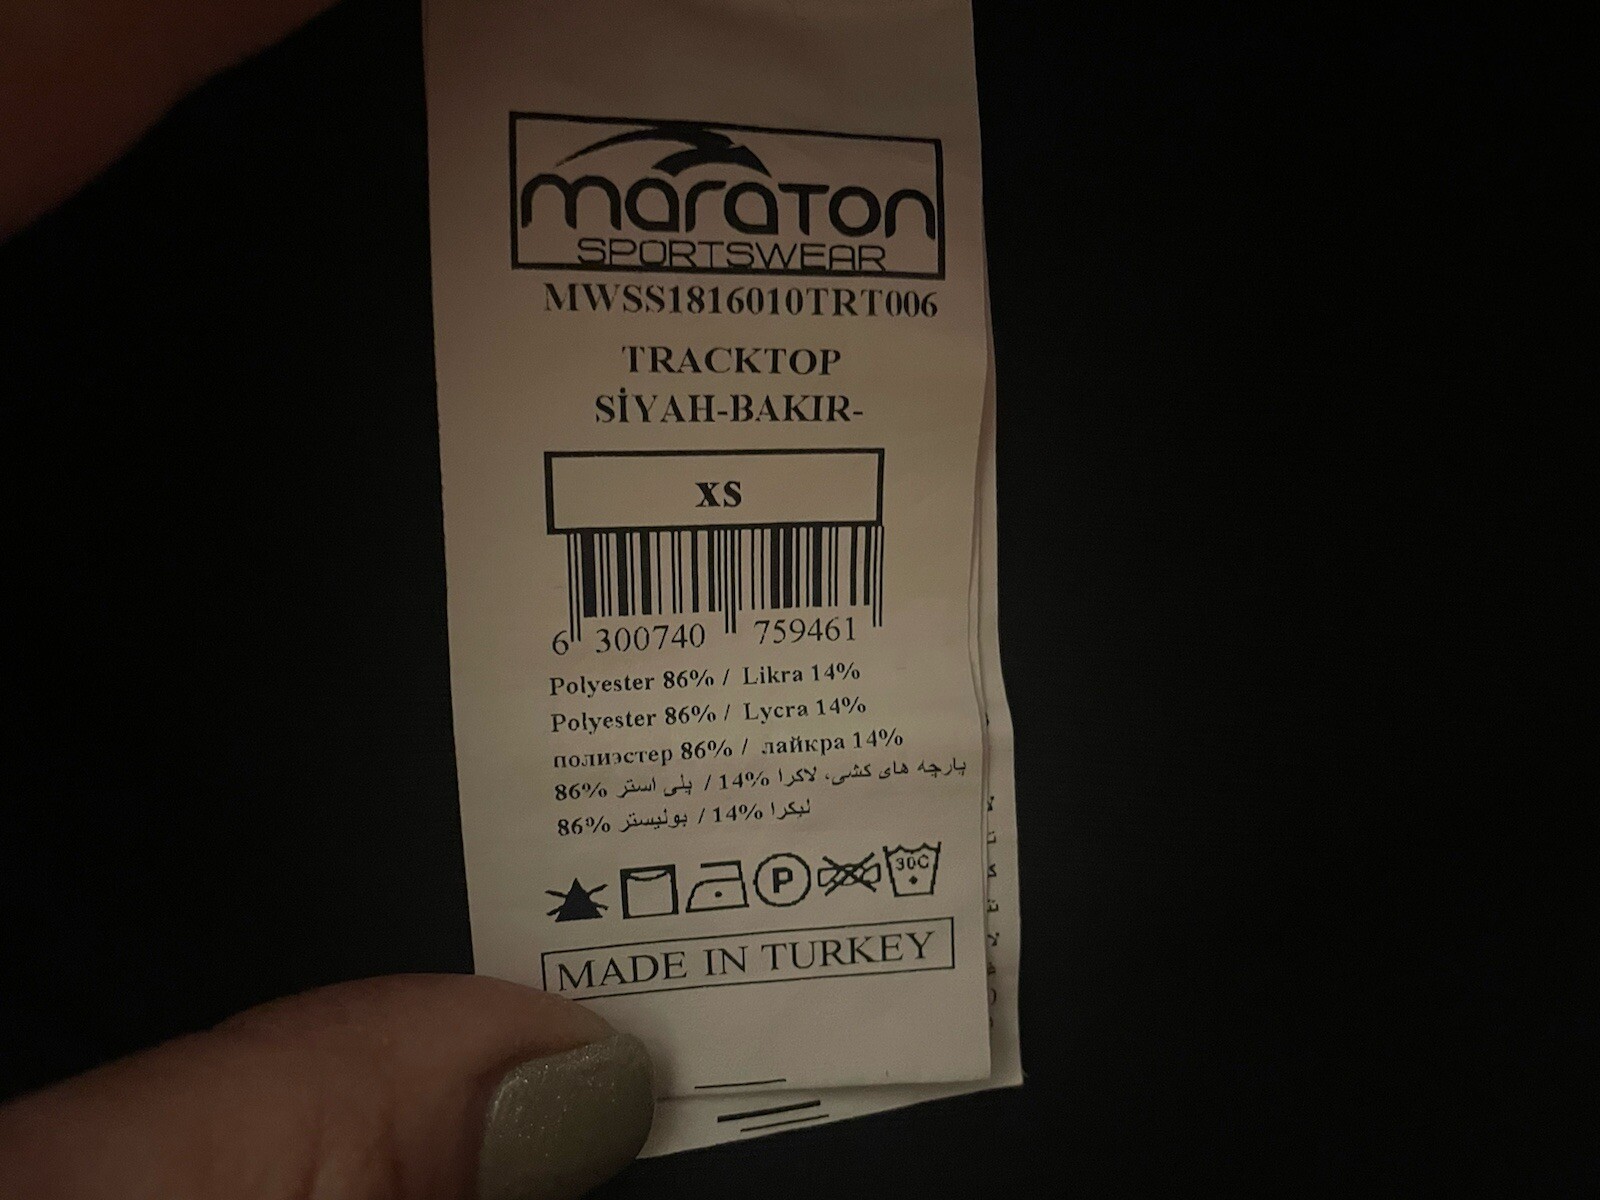 maraton
SPORTSWEAR
MWSS1816010TRT006
TRACKTOP
SİYAH-BAKIR-
XS
6 300740 759461
Polyester 86% / Likra 14%
Polyester 86% / Lycra 14%
полиэстер 86% / лайкра 14%
پارچه های کشی، لاکرا 14% / پلی استر 86%
ليكرا 14% / بوليستر 86%
P
30C
MADE IN TURKEY